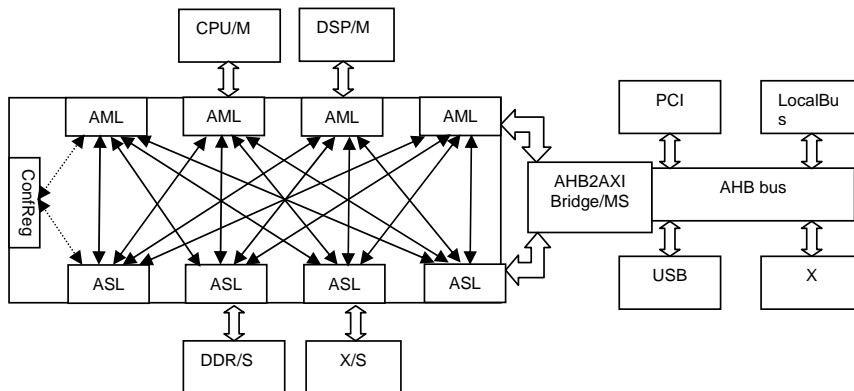 CPU/M
DSP/M
AML
AML
AML
AML
PCI
LocalBu
s
ConfReg
AHB2AXI
Bridge/MS
AHB bus
ASL
ASL
ASL
ASL
USB
X
DDR/S
X/S